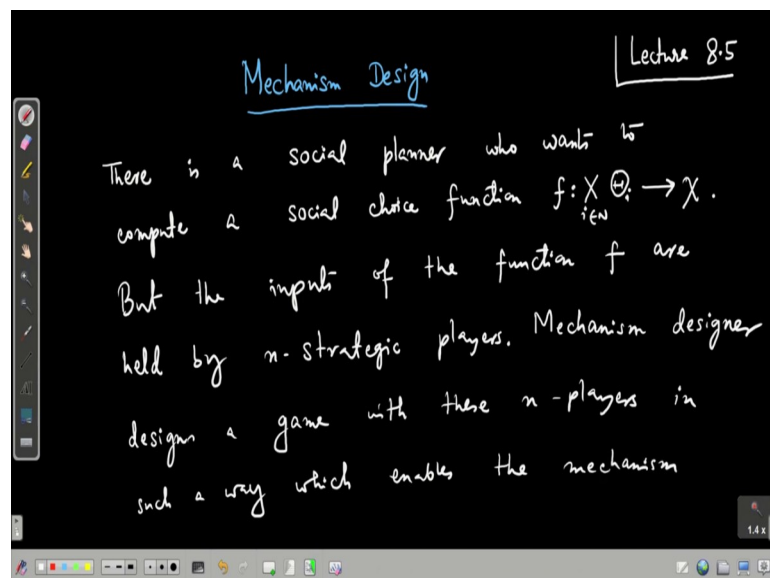 Lecture 8.5
Mechanism Design
There is a social planner who wants to
compute a social choice function f: X Θᵢ → X.
i∈N
But the inputs of the function f are
held by n-strategic players. Mechanism designer
designs a game with these n-players in
such a way which enables the mechanism
1.4 x